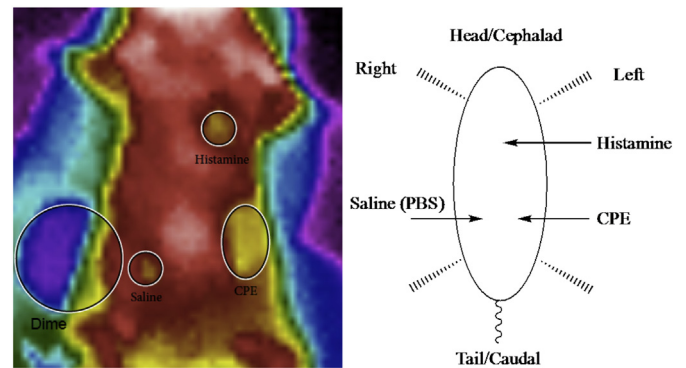 Histamine
Saline
CPE
Dime
Head/Cephalad
Right
Left
Histamine
Saline (PBS)
CPE
Tail/Caudal